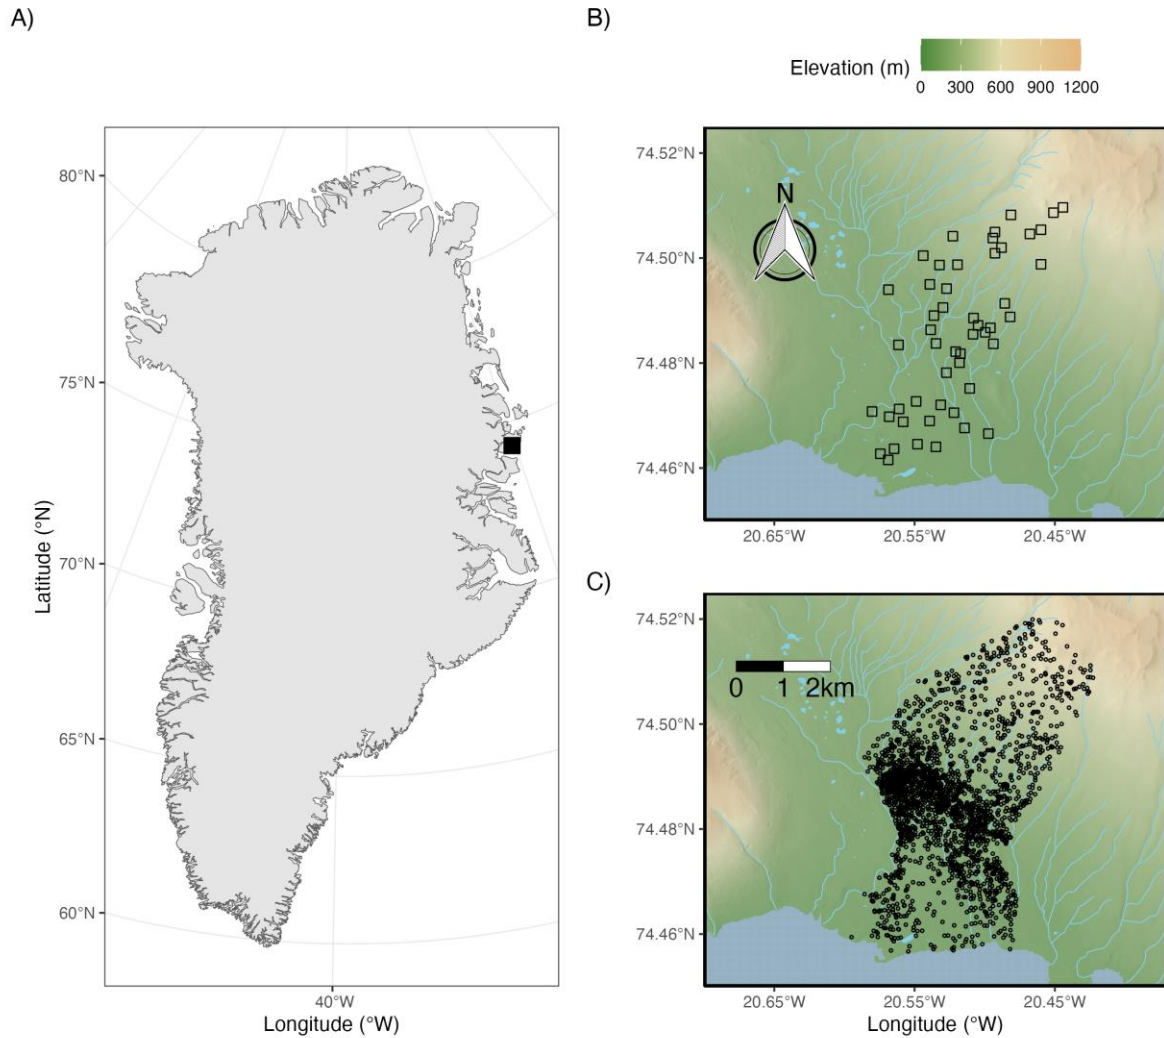 A)
80°N
75°N
70°N
65°N
60°N
Latitude (°N)
40°W
Longitude (°W)
B)
Elevation (m)
0 300 600 900 1200
74.52°N
74.50°N
74.48°N
74.46°N
N
20.65°W 20.55°W 20.45°W
C)
74.52°N
74.50°N
74.48°N
74.46°N
0 1 2km
20.65°W 20.55°W 20.45°W
Longitude (°W)